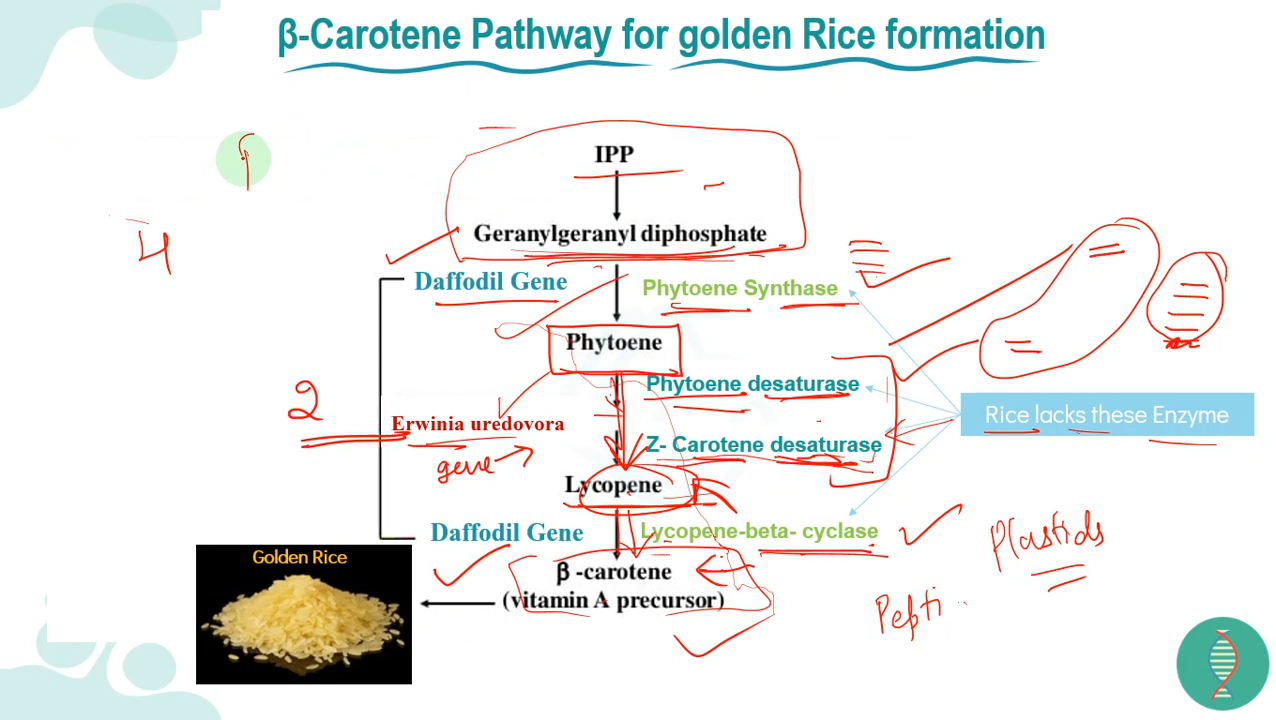 β-Carotene Pathway for golden Rice formation
IPP
Geranylgeranyl diphosphate
Daffodil Gene
Phytoene Synthase
Phytoene
Phytoene desaturase
2
Erwinia uredovora
Rice lacks these Enzyme
Z- Carotene desaturase
gene
Lycopene
Daffodil Gene
Lycopene-beta- cyclase
Plastids
Golden Rice
β -carotene
(vitamin A precursor)
Pepti